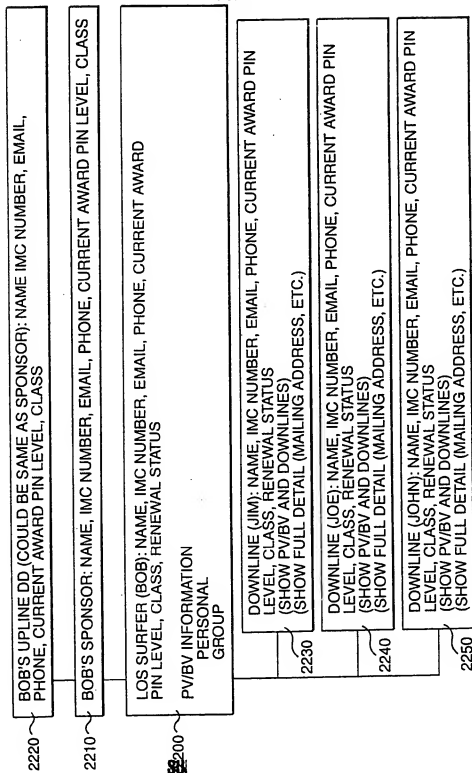 BOB'S UPLINE DD (COULD BE SAME AS SPONSOR): NAME IMC NUMBER, EMAIL,
PHONE, CURRENT AWARD PIN LEVEL, CLASS
2220
BOB'S SPONSOR: NAME, IMC NUMBER, EMAIL, PHONE, CURRENT AWARD PIN LEVEL, CLASS
2210
LOS SURFER (BOB): NAME, IMC NUMBER, EMAIL, PHONE, CURRENT AWARD
PIN LEVEL, CLASS, RENEWAL STATUS
PV/BV INFORMATION
PERSONAL
GROUP
2200
DOWNLINE (JIM): NAME, IMC NUMBER, EMAIL, PHONE, CURRENT AWARD PIN
LEVEL, CLASS, RENEWAL STATUS
(SHOW PV/BV AND DOWNLINES)
(SHOW FULL DETAIL (MAILING ADDRESS, ETC.)
2230
DOWNLINE (JOE): NAME, IMC NUMBER, EMAIL, PHONE, CURRENT AWARD PIN
LEVEL, CLASS, RENEWAL STATUS
(SHOW PV/BV AND DOWNLINES)
(SHOW FULL DETAIL (MAILING ADDRESS, ETC.)
2240
DOWNLINE (JOHN): NAME, IMC NUMBER, EMAIL, PHONE, CURRENT AWARD PIN
LEVEL, CLASS, RENEWAL STATUS
(SHOW PV/BV AND DOWNLINES)
(SHOW FULL DETAIL (MAILING ADDRESS, ETC.)
2250